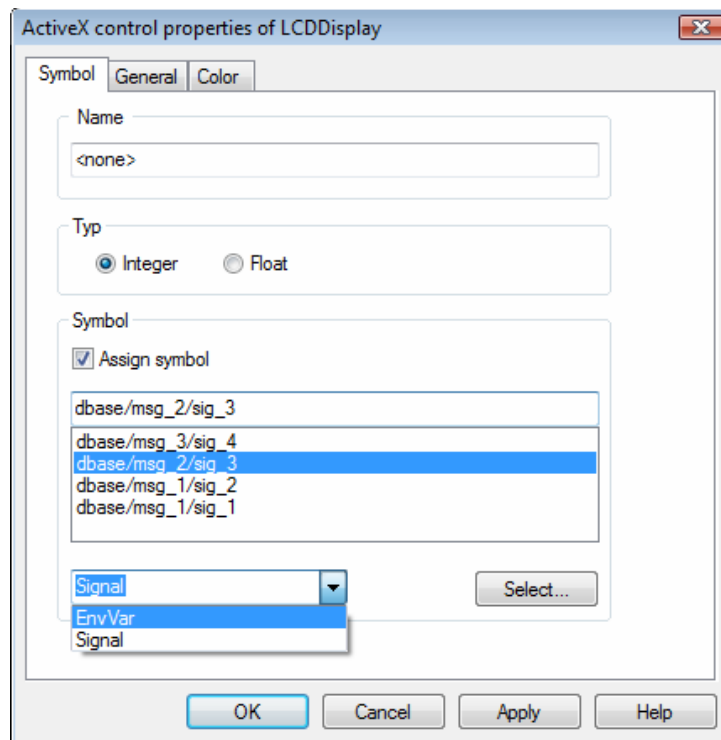 ActiveX control properties of LCDDisplay
Symbol General Color
Name
<none>
Typ
Integer Float
Symbol
Assign symbol
dbase/msg_2/sig_3
dbase/msg_3/sig_4
dbase/msg_2/sig_3
dbase/msg_1/sig_2
dbase/msg_1/sig_1
Signal Select...
EnvVar
Signal
OK Cancel Apply Help